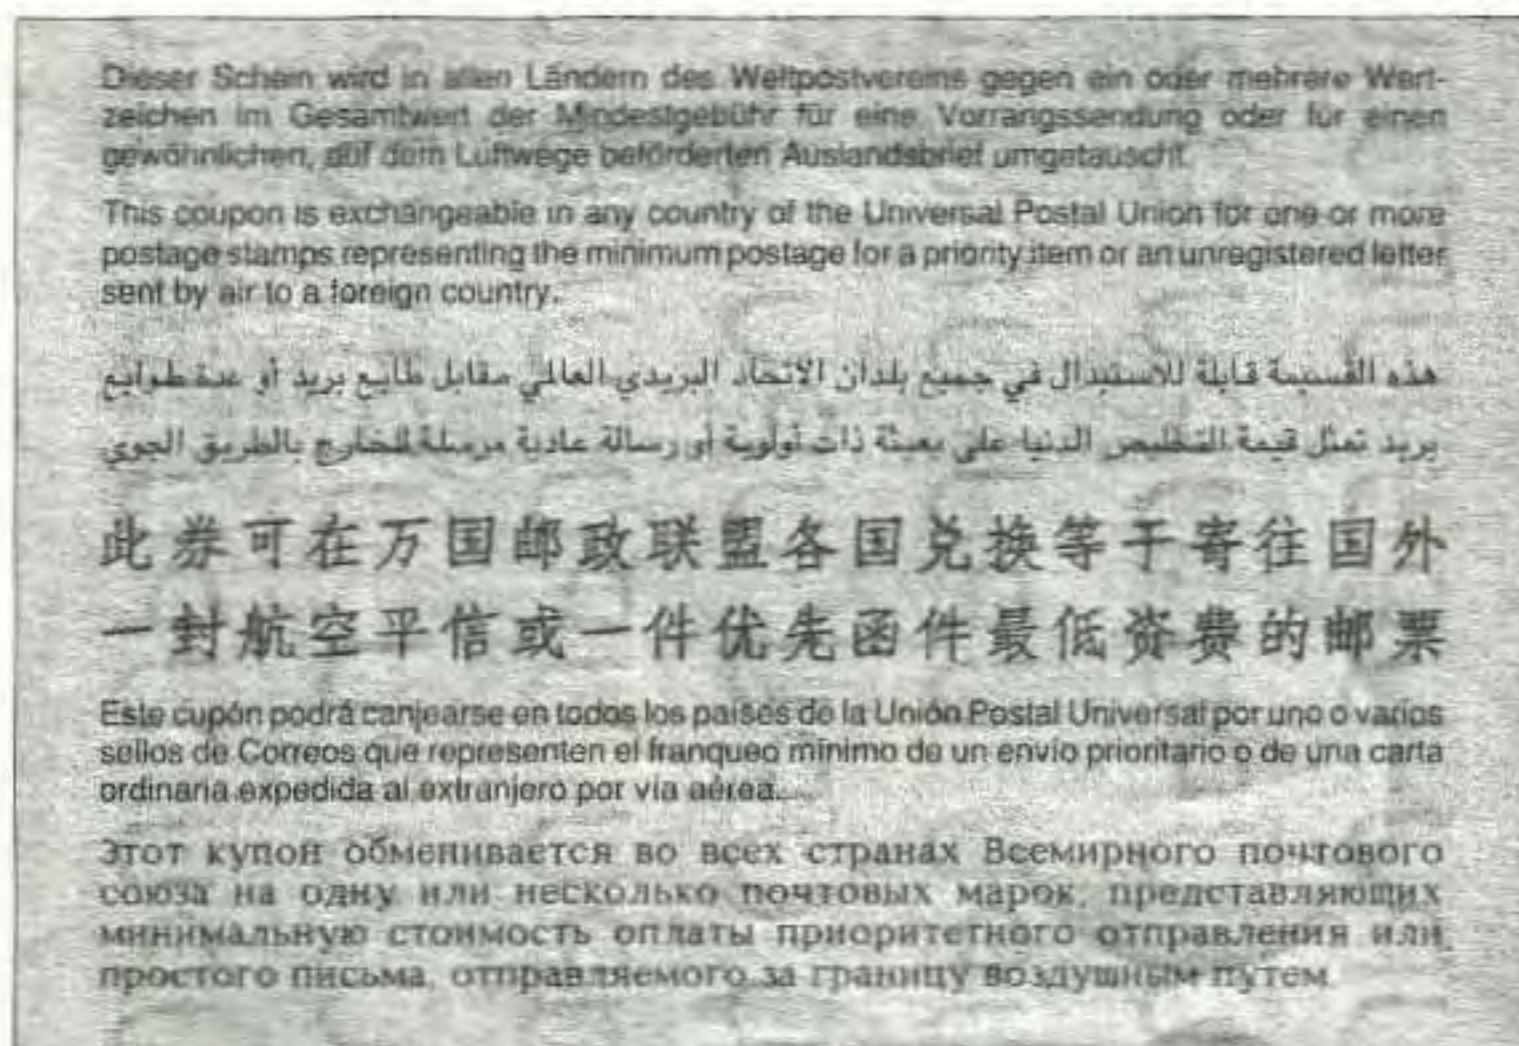 Dieser Schein wird in allen Ländern des Weltpostvereins gegen ein oder mehrere Wert-
zeichen im Gesamtwert der Mindestgebühr für eine Vorrangssendung oder für einen
gewöhnlichen, auf dem Luftwege beförderten Auslandsbrief umgetauscht.
This coupon is exchangeable in any country of the Universal Postal Union for one or more
postage stamps representing the minimum postage for a priority item or an unregistered letter
sent by air to a foreign country.
هذه القسيمة قابلة للاستبدال في جميع بلدان الاتحاد البريدي العالمي مقابل طابع بريد أو عدة طوابع
بريد تمثل قيمة التخليص الدنيا على بعيثة ذات أولوية أو رسالة عادية مرسلة للخارج بالطريق الجوي
此券可在万国邮政联盟各国兑换等于寄往国外
一封航空平信或一件优先函件最低资费的邮票
Este cupón podrá canjearse en todos los países de la Unión Postal Universal por uno o varios
sellos de Correos que representen el franqueo mínimo de un envío prioritario o de una carta
ordinaria expedida al extranjero por vía aérea.
Этот купон обменивается во всех странах Всемирного почтового
союза на одну или несколько почтовых марок, представляющих
минимальную стоимость оплаты приоритетного отправления или
простого письма, отправляемого за границу воздушным путем.